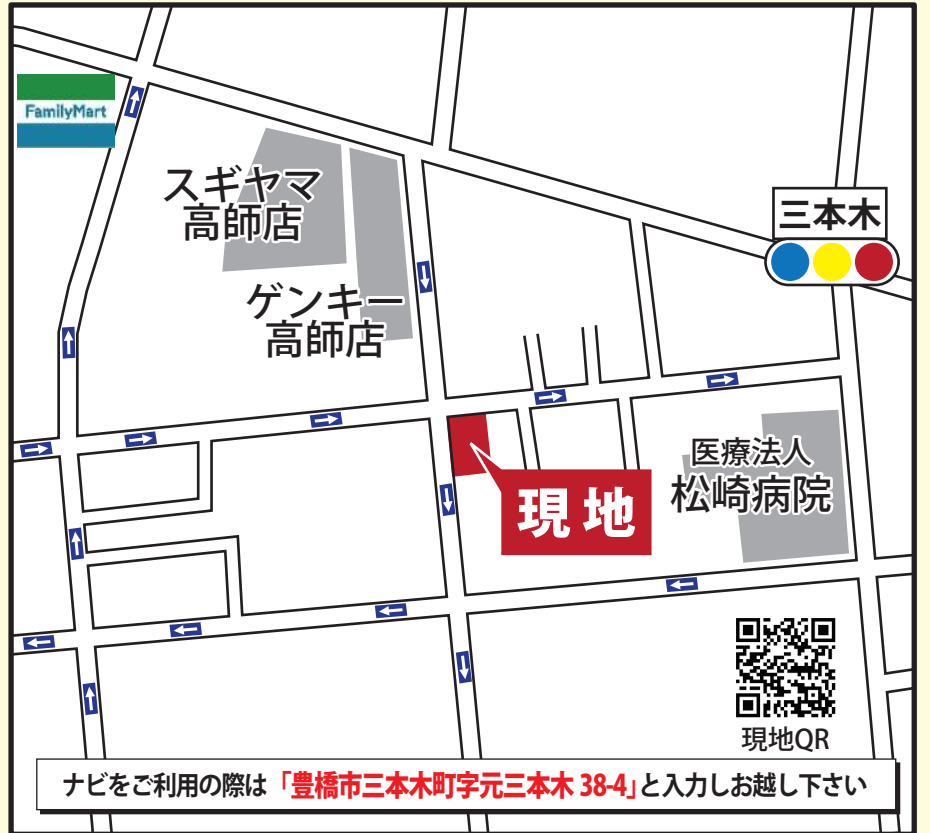 FamilyMart
スギヤマ
高師店
三本木
ゲンキー
高師店
医療法人
松崎病院
現地
現地QR
ナビをご利用の際は「豊橋市三本木町字元三本木 38-4」と入力しお越し下さい